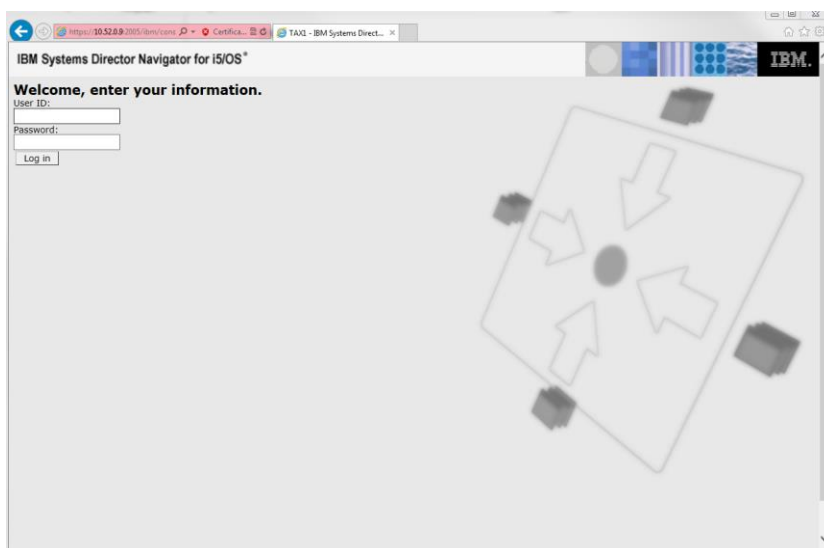 https://10.52.0.9:2005/ibm/cons
Certifica...
TAX1 - IBM Systems Direct...
IBM Systems Director Navigator for i5/OS®
IBM.
Welcome, enter your information.
User ID:
Password:
Log in